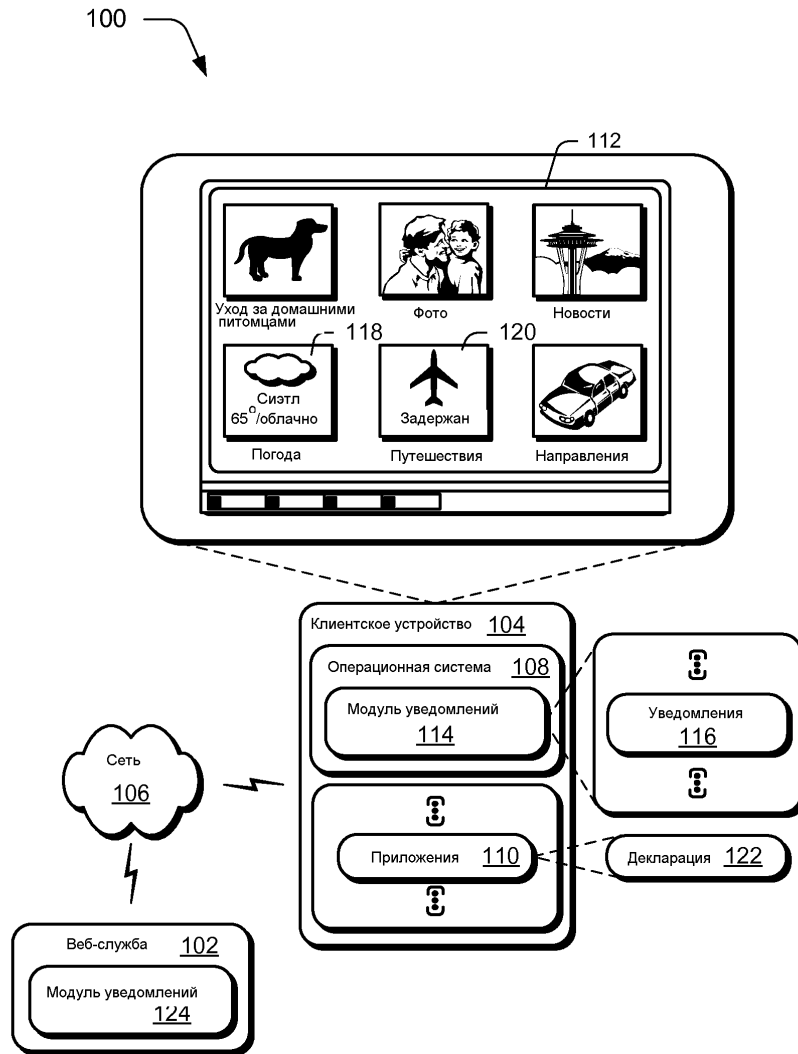 100
112
Уход за домашними
питомцами
Фото
Новости
118
120
Сиэтл
65°/облачно
Задержан
Погода
Путешествия
Направления
Клиентское устройство 104
Операционная система 108
Модуль уведомлений
114
Уведомления
116
Сеть
106
Приложения 110
Декларация 122
Веб-служба 102
Модуль уведомлений
124